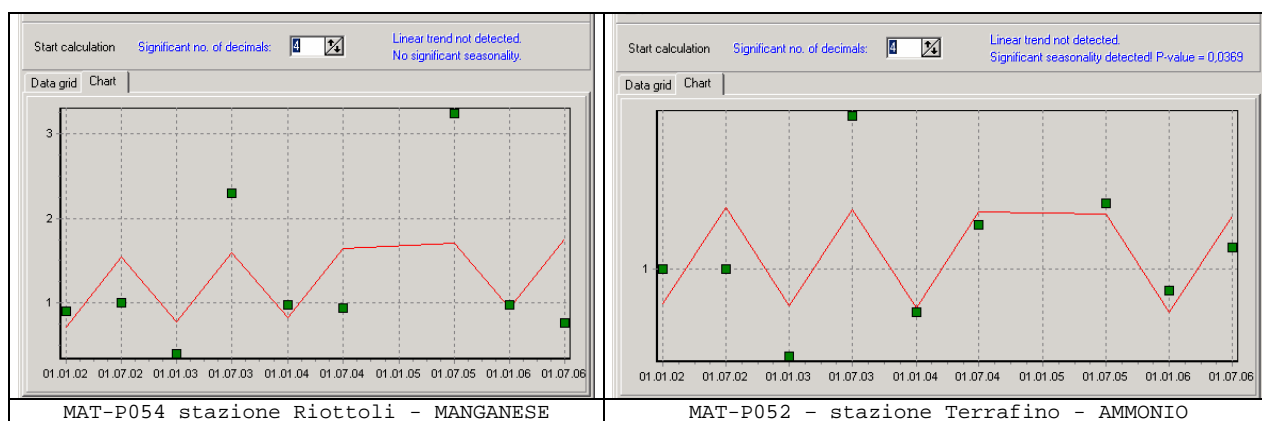 Start calculation Significant no. of decimals: 4 Linear trend not detected.
No significant seasonality.
Data grid Chart
3
2
1
01.01.02 01.07.02 01.01.03 01.07.03 01.01.04 01.07.04 01.01.05 01.07.05 01.01.06 01.07.06
MAT-P054 stazione Riottoli - MANGANESE
Start calculation Significant no. of decimals: 4 Linear trend not detected.
Significant seasonality detected! P-value = 0,0369
Data grid Chart
1
01.01.02 01.07.02 01.01.03 01.07.03 01.01.04 01.07.04 01.01.05 01.07.05 01.01.06 01.07.06
MAT-P052 – stazione Terrafino - AMMONIO